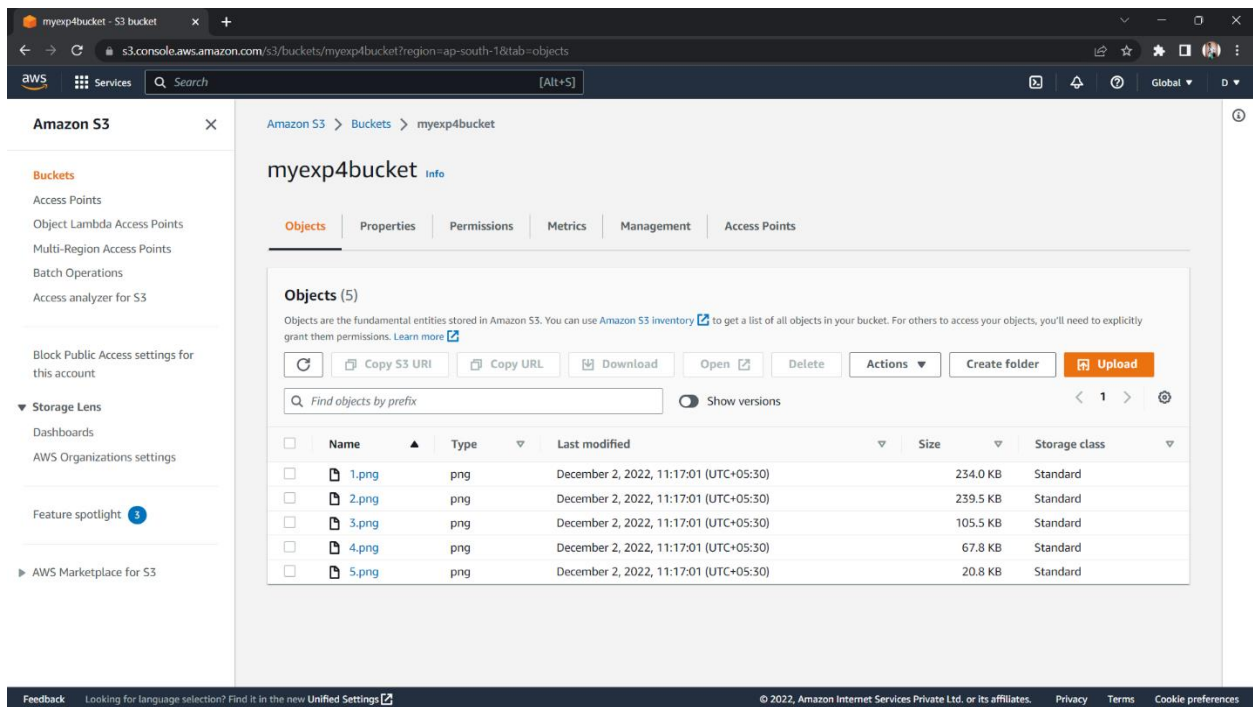 myexp4bucket - S3 bucket
s3.console.aws.amazon.com/s3/buckets/myexp4bucket?region=ap-south-1&tab=objects
aws Services Search [Alt+S] Global D
Amazon S3
Buckets
Access Points
Object Lambda Access Points
Multi-Region Access Points
Batch Operations
Access analyzer for S3
Block Public Access settings for
this account
Storage Lens
Dashboards
AWS Organizations settings
Feature spotlight 3
AWS Marketplace for S3
Amazon S3 > Buckets > myexp4bucket
myexp4bucket Info
Objects Properties Permissions Metrics Management Access Points
Objects (5)
Objects are the fundamental entities stored in Amazon S3. You can use Amazon S3 inventory to get a list of all objects in your bucket. For others to access your objects, you'll need to explicitly
grant them permissions. Learn more
Copy S3 URI Copy URL Download Open Delete Actions Create folder Upload
Find objects by prefix Show versions < 1 >
Name Type Last modified Size Storage class
1.png png December 2, 2022, 11:17:01 (UTC+05:30) 234.0 KB Standard
2.png png December 2, 2022, 11:17:01 (UTC+05:30) 239.5 KB Standard
3.png png December 2, 2022, 11:17:01 (UTC+05:30) 105.5 KB Standard
4.png png December 2, 2022, 11:17:01 (UTC+05:30) 67.8 KB Standard
5.png png December 2, 2022, 11:17:01 (UTC+05:30) 20.8 KB Standard
Feedback Looking for language selection? Find it in the new Unified Settings © 2022, Amazon Internet Services Private Ltd. or its affiliates. Privacy Terms Cookie preferences